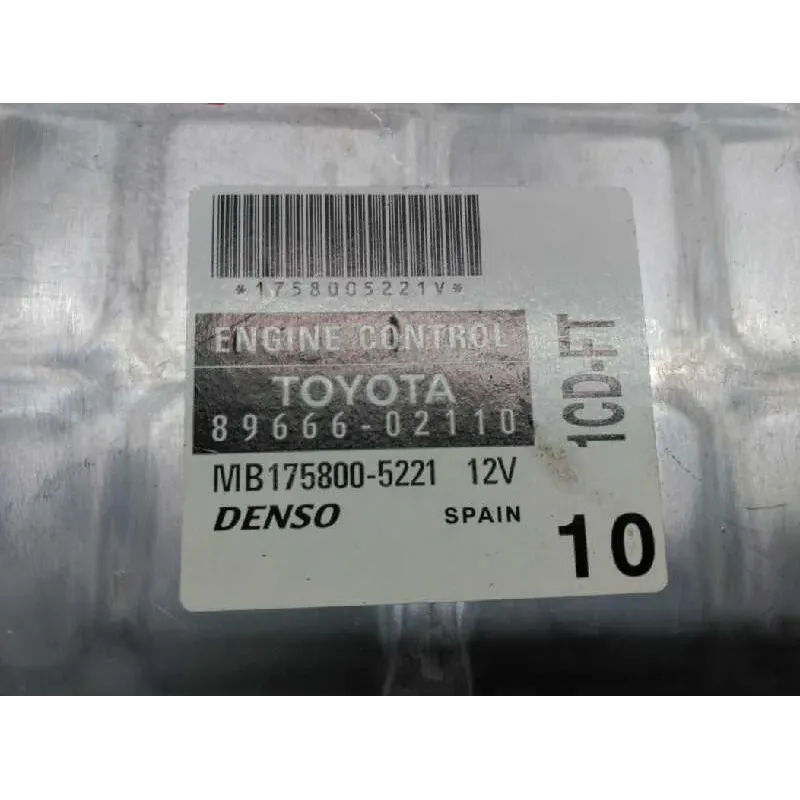 *1758005221V*
ENGINE CONTROL
TOYOTA
89666-02110
MB175800-5221 12V
DENSO SPAIN
1CD-FT
10